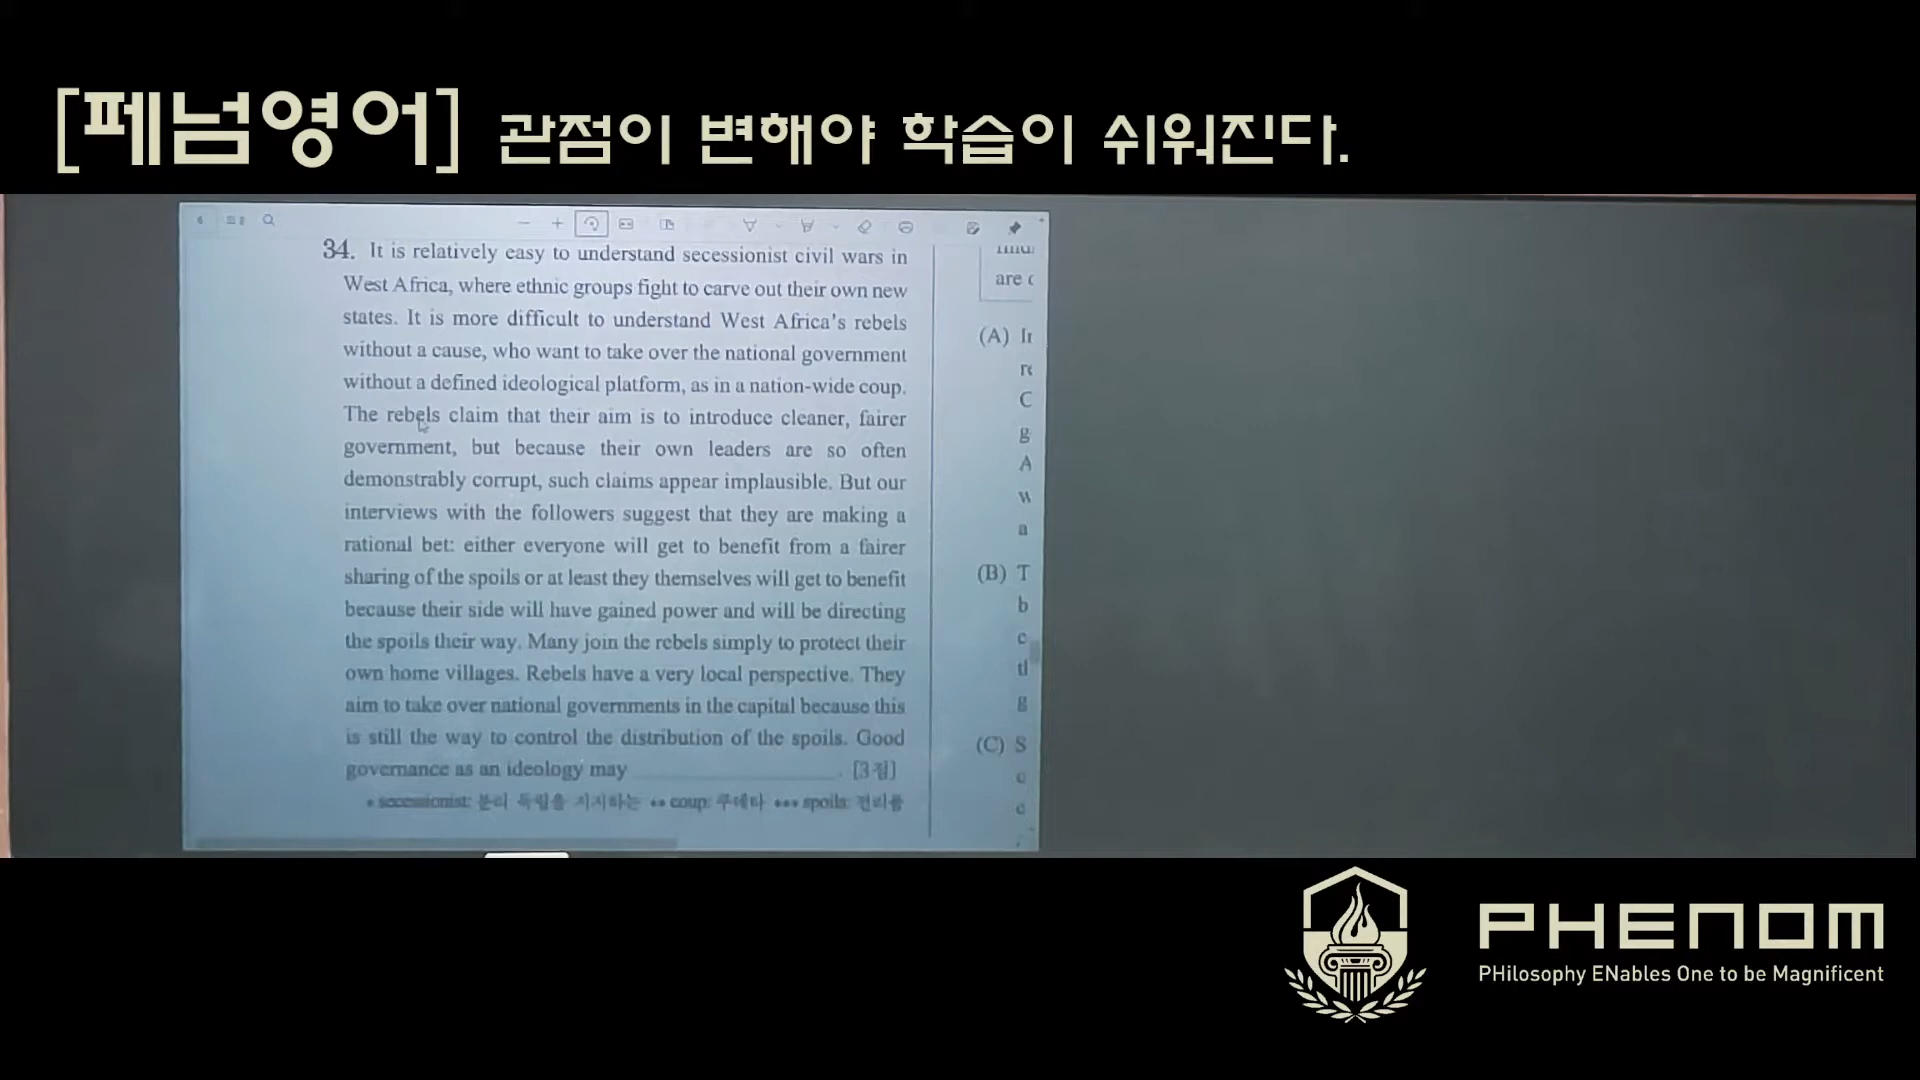 [페넘영어] 관점이 변해야 학습이 쉬워진다.
34. It is relatively easy to understand secessionist civil wars in
West Africa, where ethnic groups fight to carve out their own new
states. It is more difficult to understand West Africa's rebels
without a cause, who want to take over the national government
without a defined ideological platform, as in a nation-wide coup.
The rebels claim that their aim is to introduce cleaner, fairer
government, but because their own leaders are so often
demonstrably corrupt, such claims appear implausible. But our
interviews with the followers suggest that they are making a
rational bet: either everyone will get to benefit from a fairer
sharing of the spoils or at least they themselves will get to benefit
because their side will have gained power and will be directing
the spoils their way. Many join the rebels simply to protect their
own home villages. Rebels have a very local perspective. They
aim to take over national governments in the capital because this
is still the way to control the distribution of the spoils. Good
governance as an ideology may ____________. [3점]
* secessionist: 분리 독립을 지지하는 ** coup: 쿠데타 *** spoils: 전리품
are
(A)
(B) T
b
(C) S
PHENOM
PHilosophy ENables One to be Magnificent